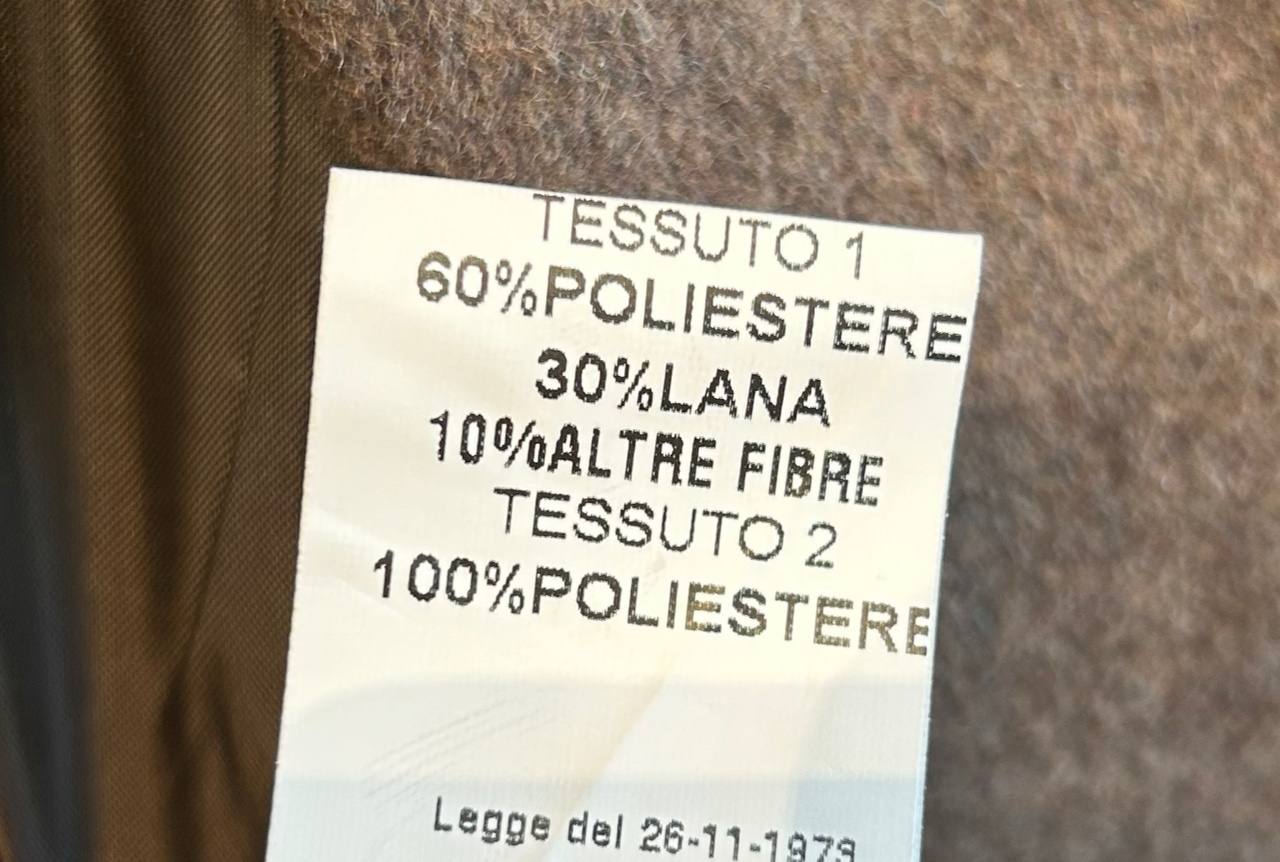 TESSUTO 1
60%POLIESTERE
30%LANA
10%ALTRE FIBRE
TESSUTO 2
100%POLIESTERE
Legge del 26-11-1973